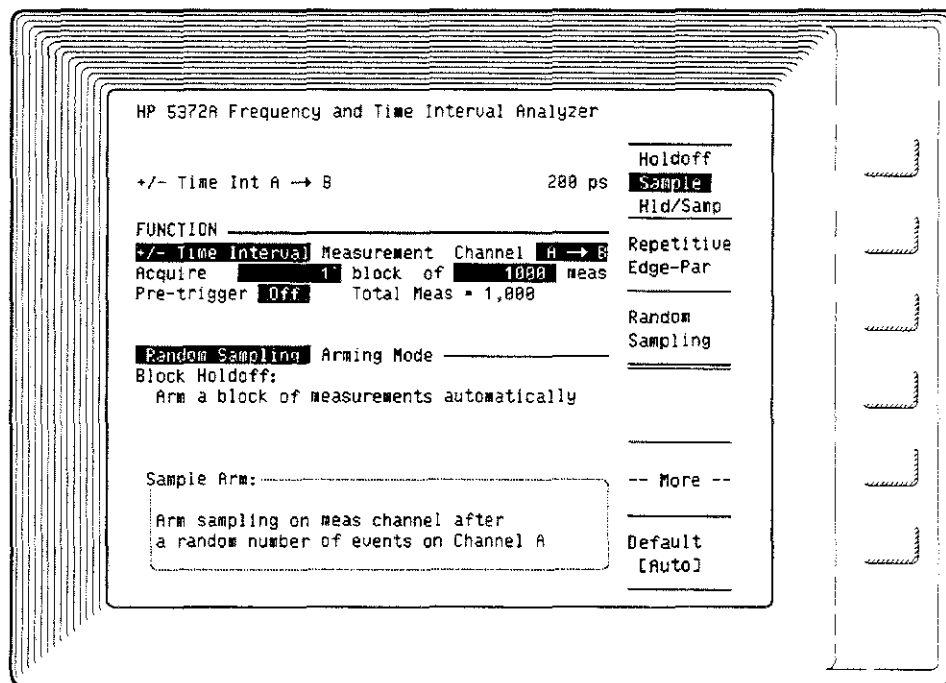 HP 5372A Frequency and Time Interval Analyzer
+/- Time Int A → B 200 ps
FUNCTION
+/- Time Interval Measurement Channel A → B
Acquire 1 block of 1000 meas
Pre-trigger Off Total Meas = 1,000
Random Sampling Arming Mode
Block Holdoff:
Arm a block of measurements automatically
Sample Arm:
Arm sampling on meas channel after
a random number of events on Channel A
Holdoff
Sample
Hld/Samp
Repetitive
Edge-Par
Random
Sampling
-- More --
Default
[Auto]